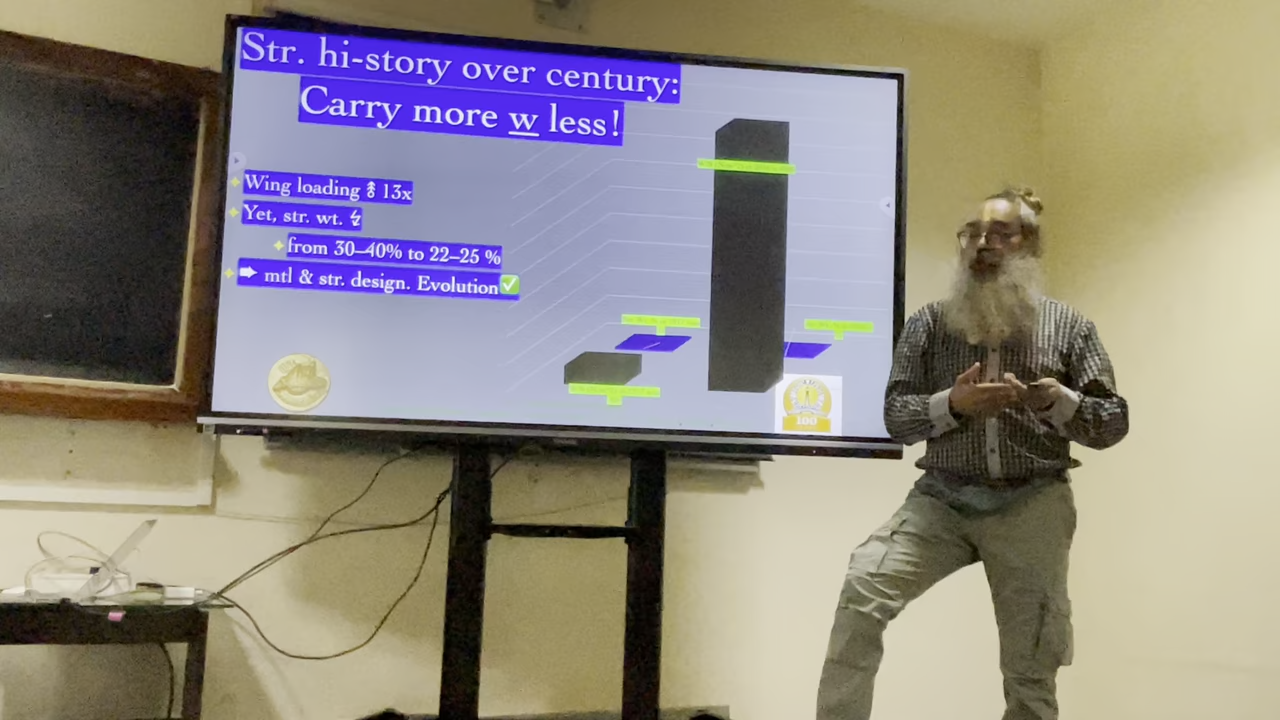 Str. hi-story over century:
Carry more w less!
Wing loading ⇞ 13x
Yet, str. wt. ↯
from 30–40% to 22–25 %
➨ mtl & str. design. Evolution✅
100